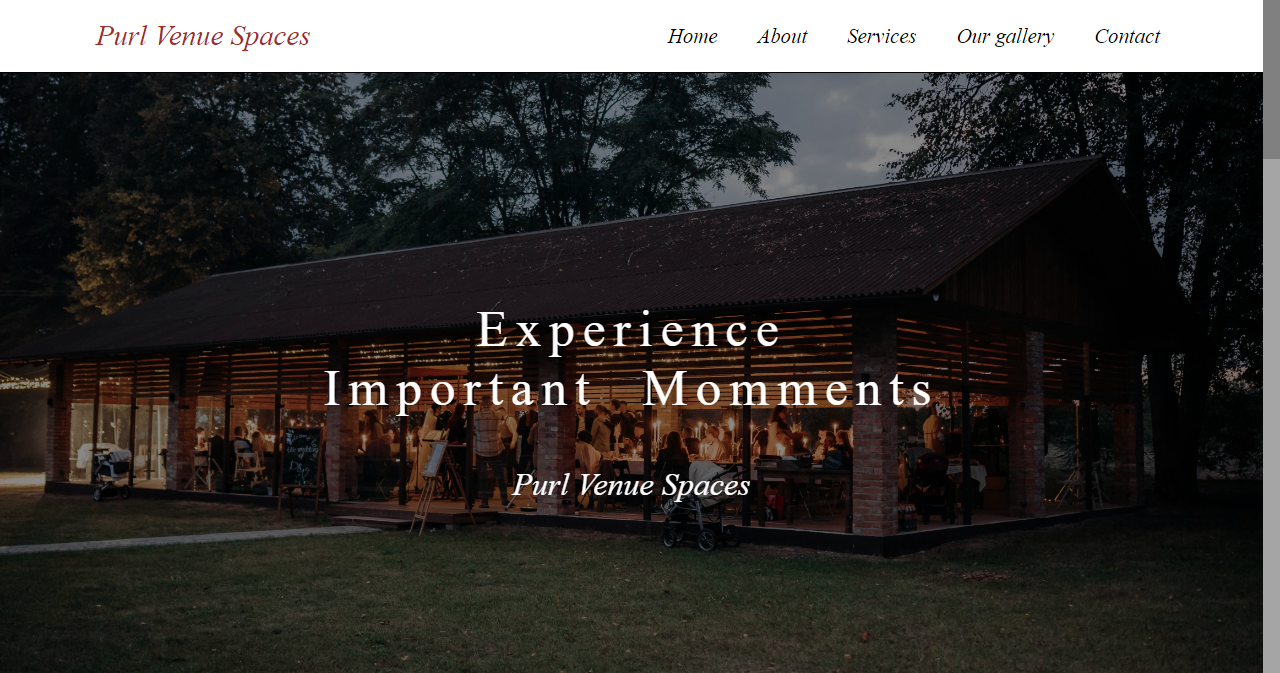 Purl Venue Spaces
Home About Services Our gallery Contact
Experience
Important Momments
Purl Venue Spaces